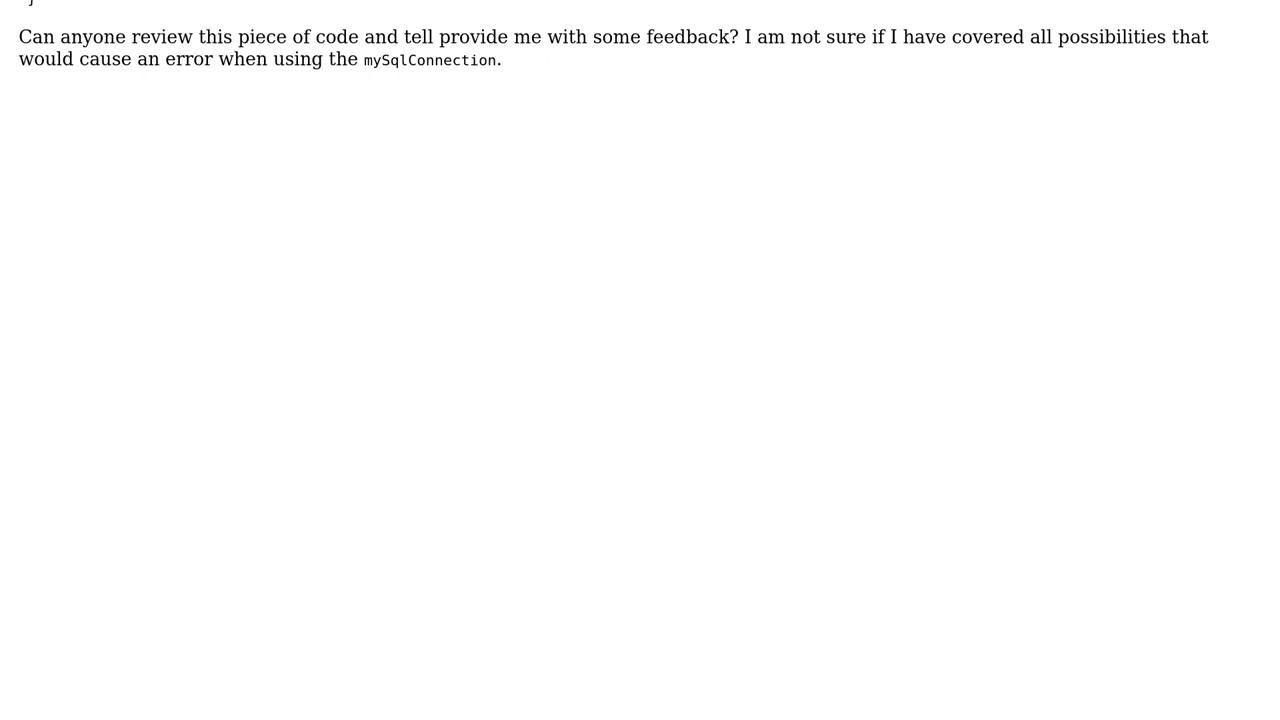 }
Can anyone review this piece of code and tell provide me with some feedback? I am not sure if I have covered all possibilities that
would cause an error when using the mySqlConnection.